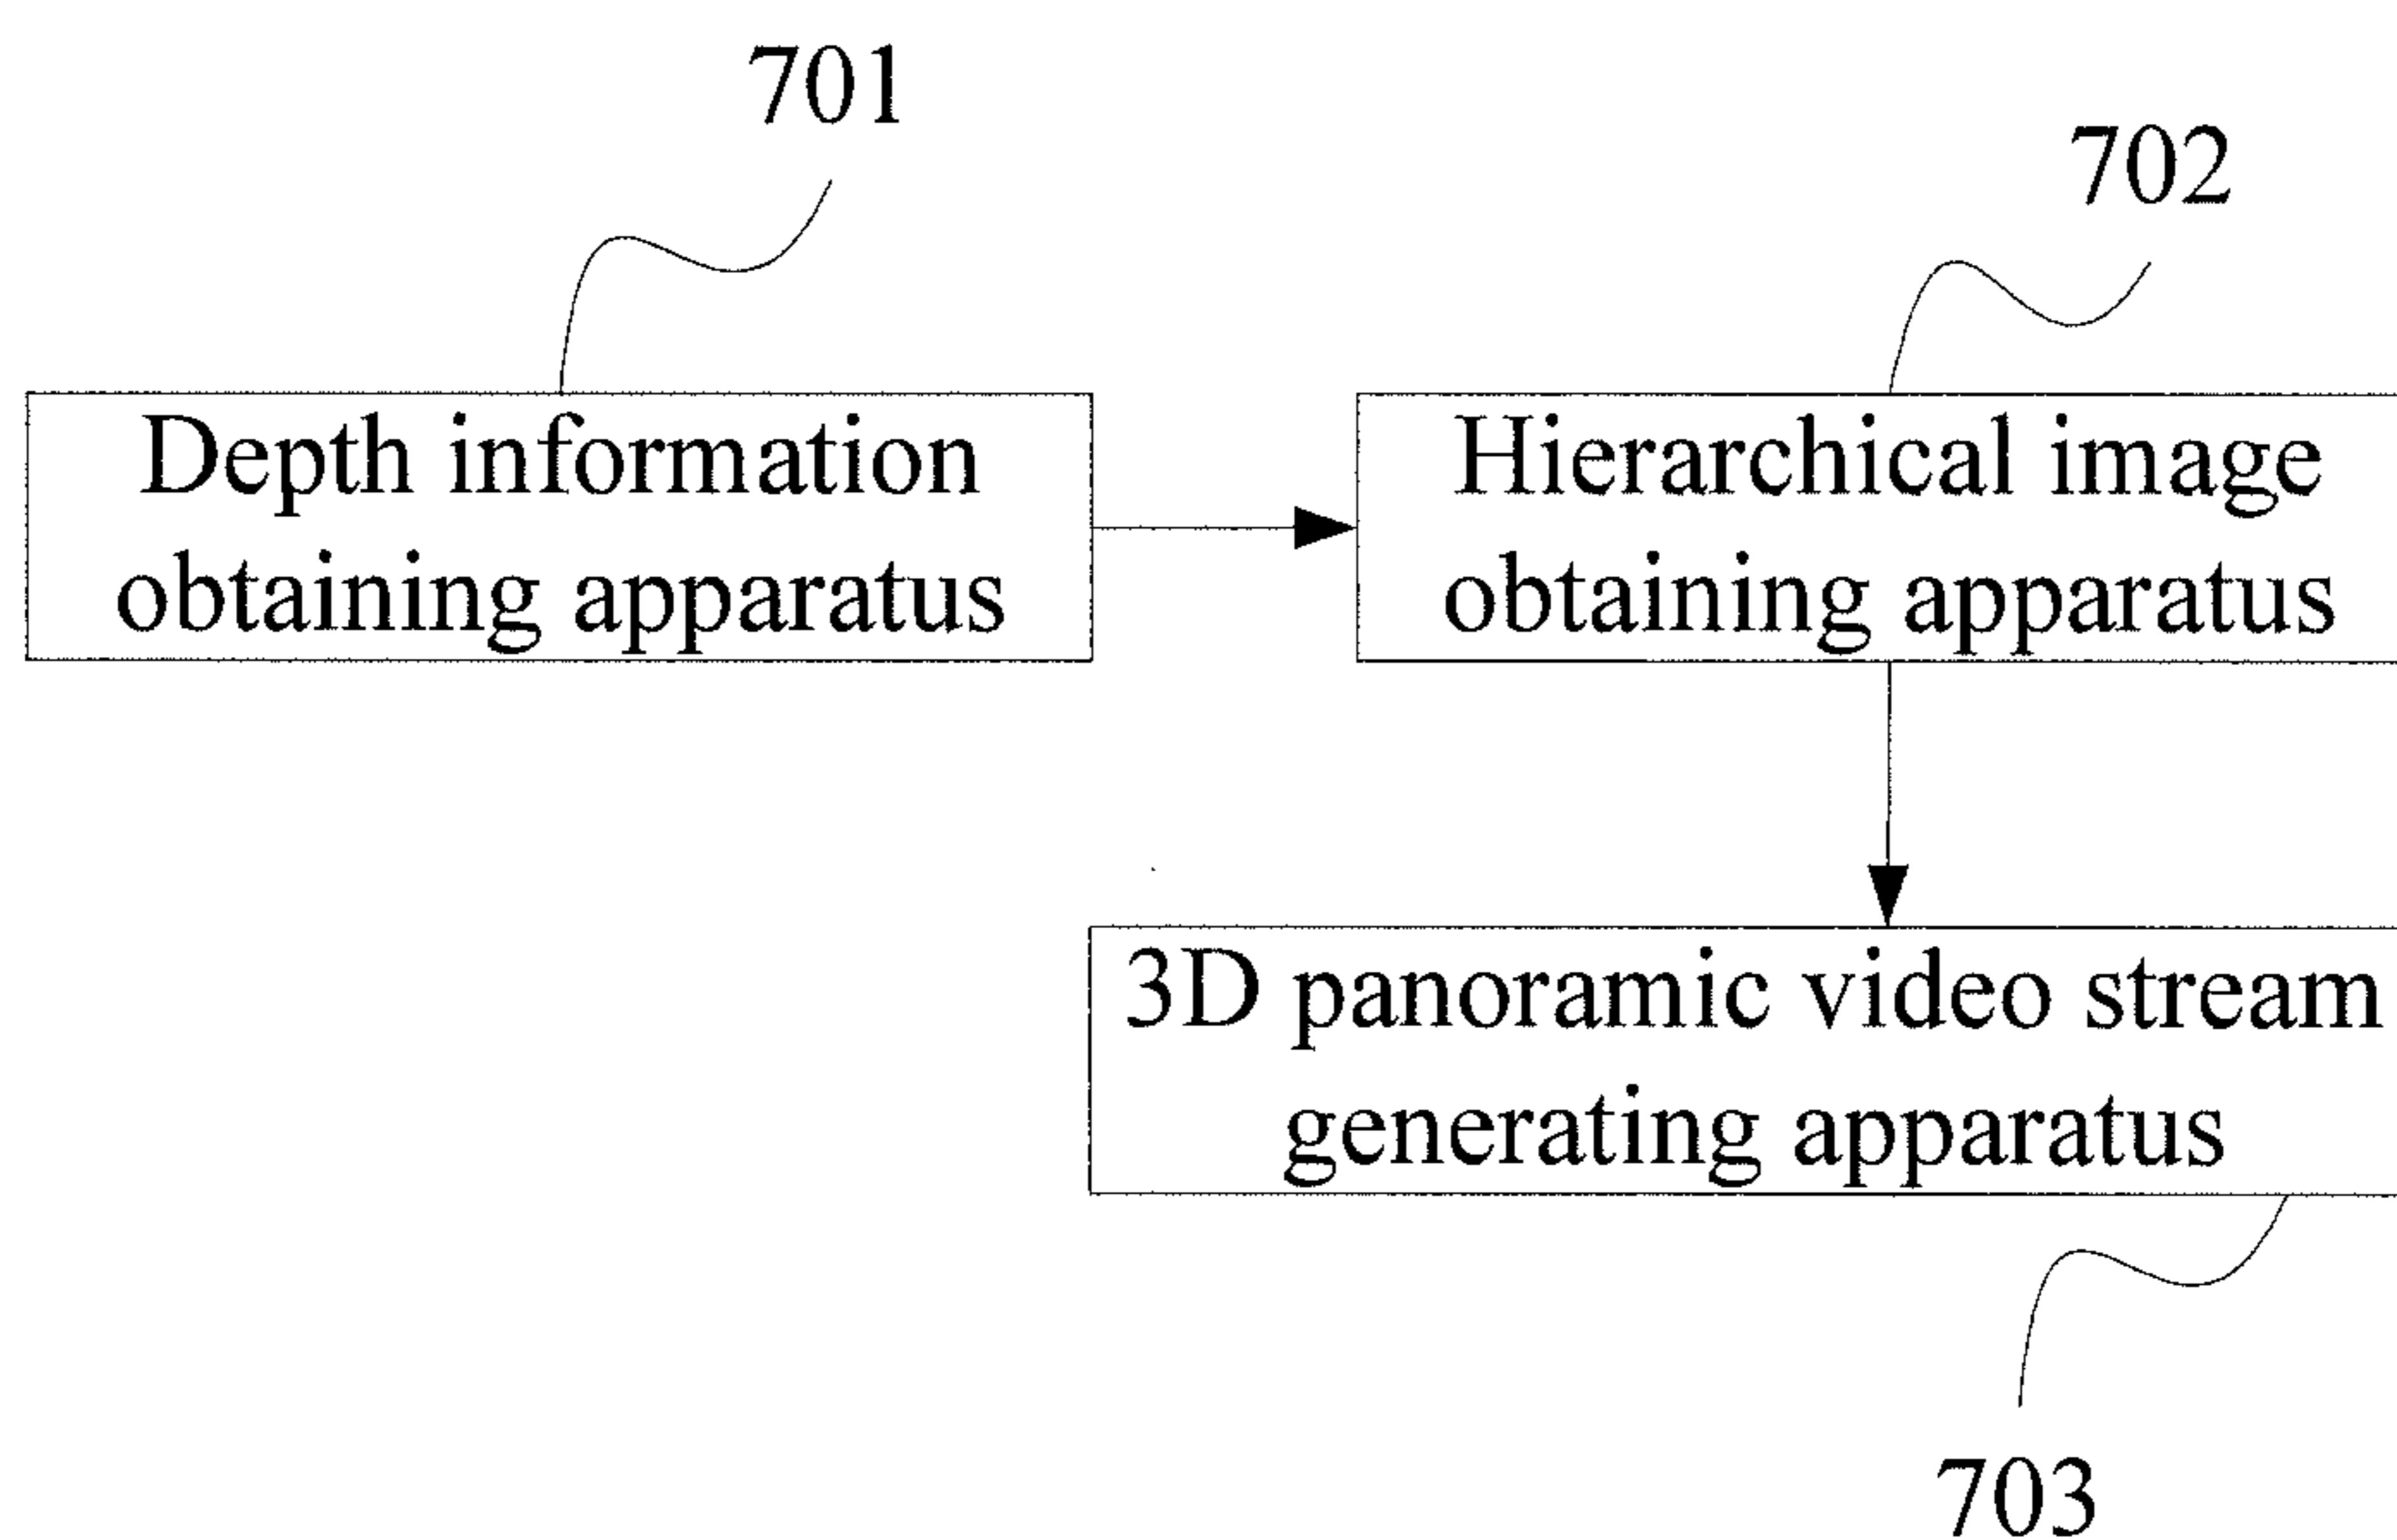 701
702
Depth information
obtaining apparatus
Hierarchical image
obtaining apparatus
3D panoramic video stream
generating apparatus
703